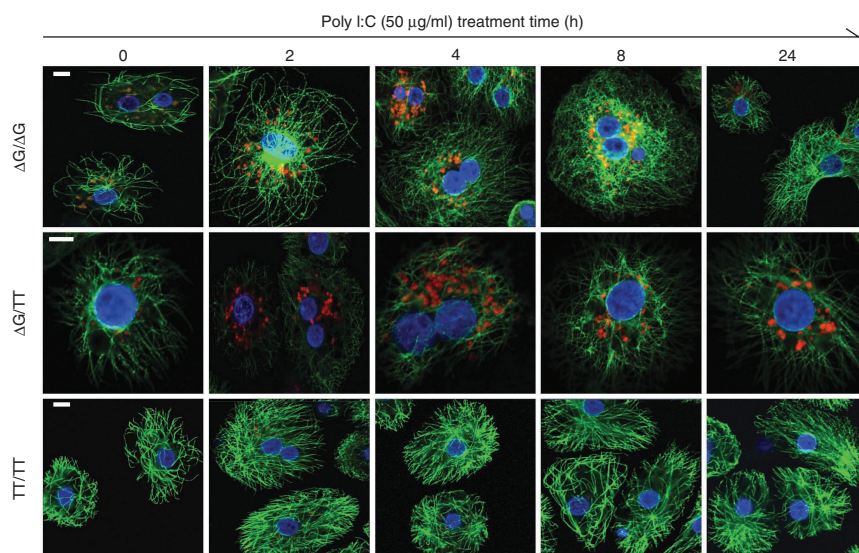 Poly I:C (50 μg/ml) treatment time (h)
0 2 4 8 24
ΔG/ΔG
ΔG/TT
TT/TT